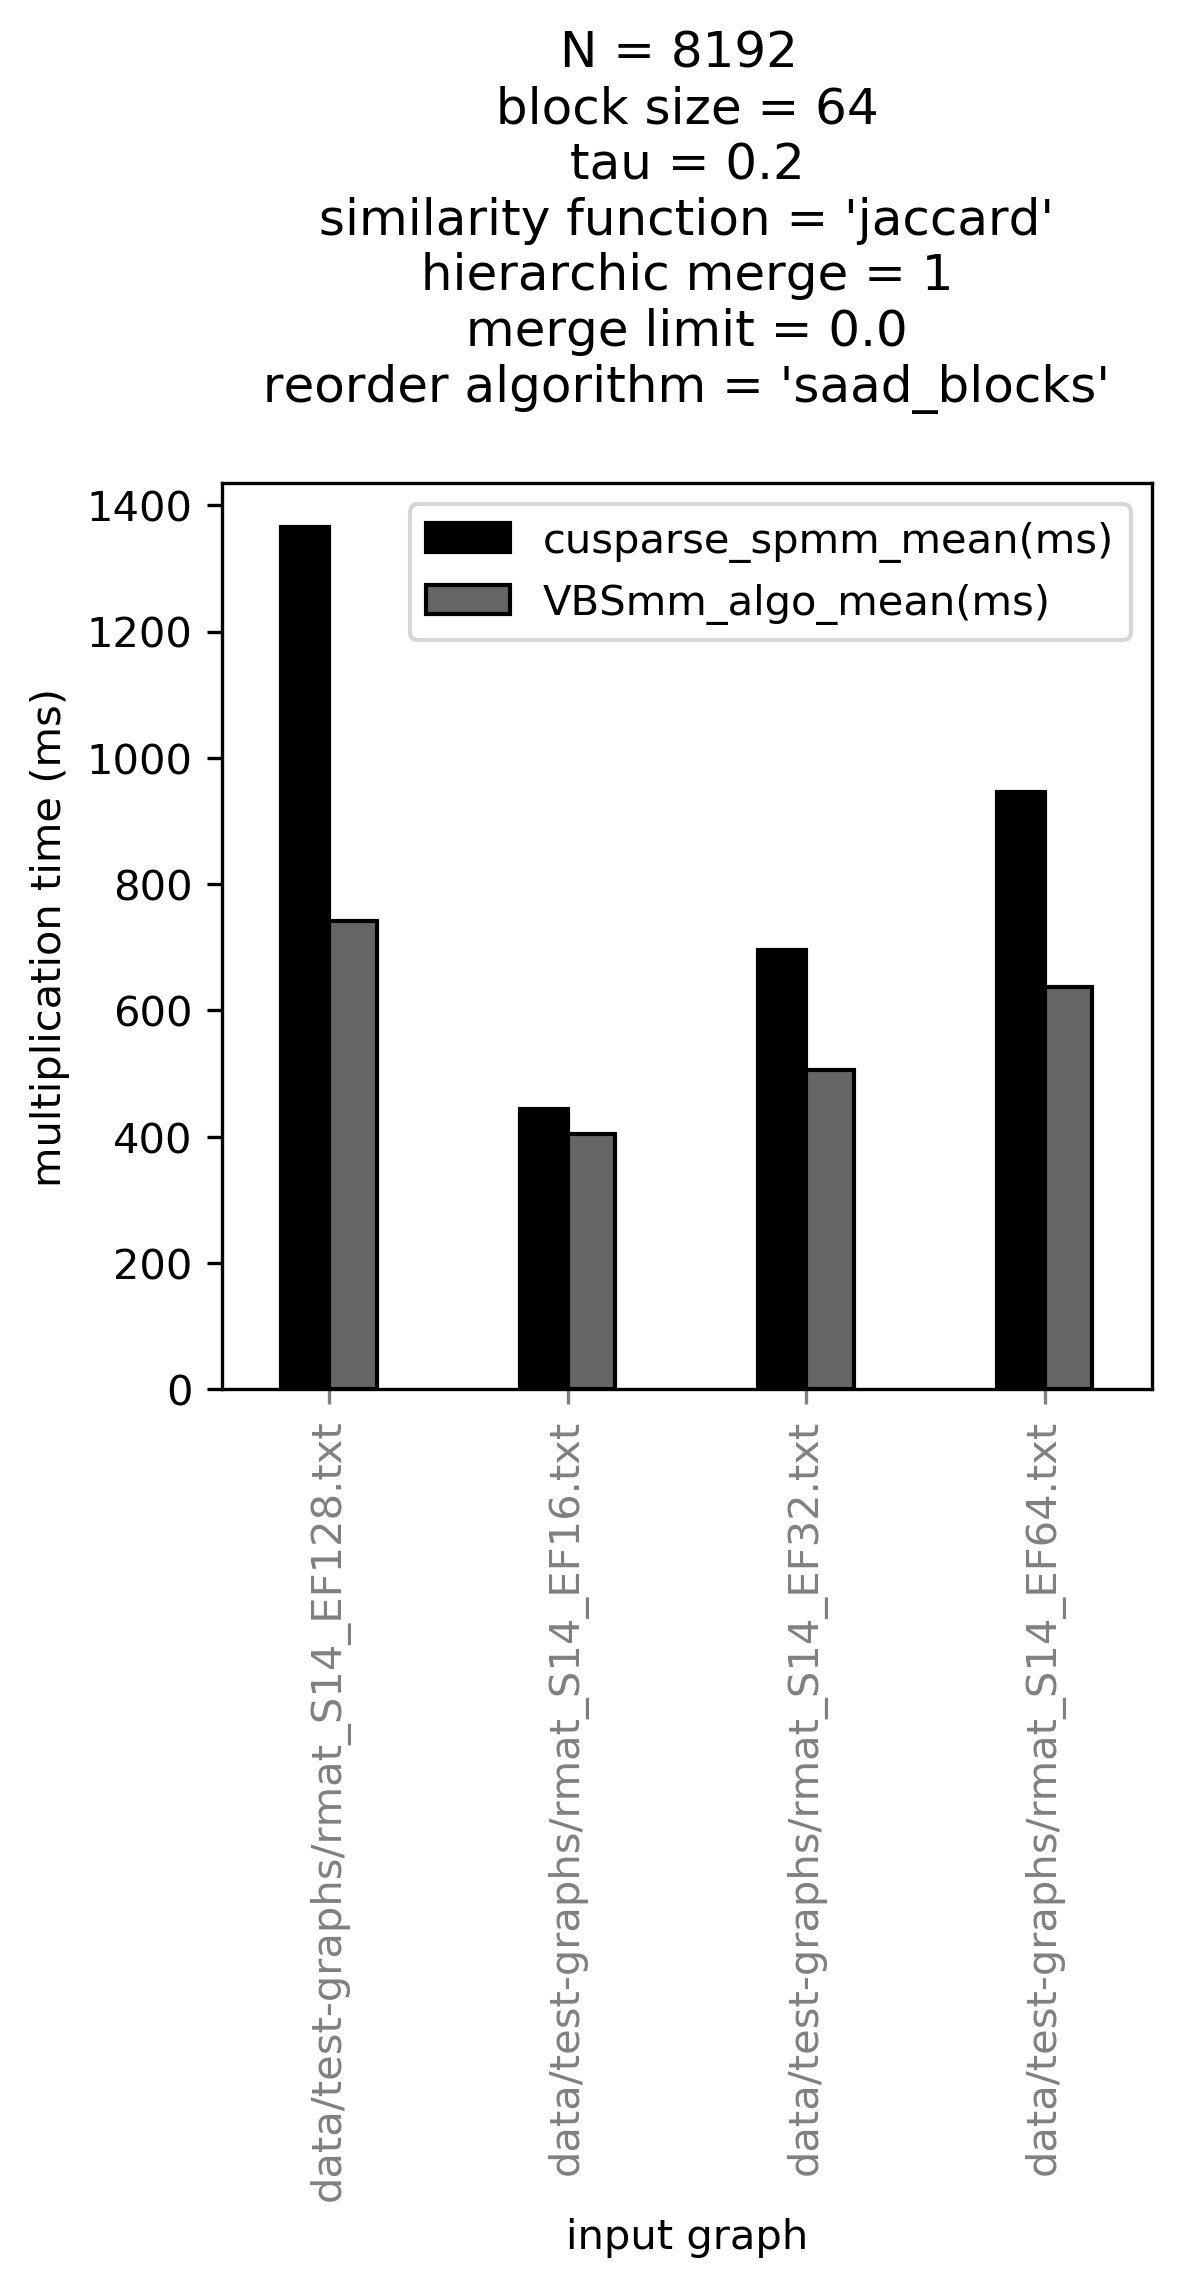 N = 8192
block size = 64
tau = 0.2
similarity function = 'jaccard'
hierarchic merge = 1
merge limit = 0.0
reorder algorithm = 'saad_blocks'
cusparse_spmm_mean(ms)
VBSmm_algo_mean(ms)
multiplication time (ms)
1400
1200
1000
800
600
400
200
0
data/test-graphs/rmat_S14_EF128.txt
data/test-graphs/rmat_S14_EF16.txt
data/test-graphs/rmat_S14_EF32.txt
data/test-graphs/rmat_S14_EF64.txt
input graph